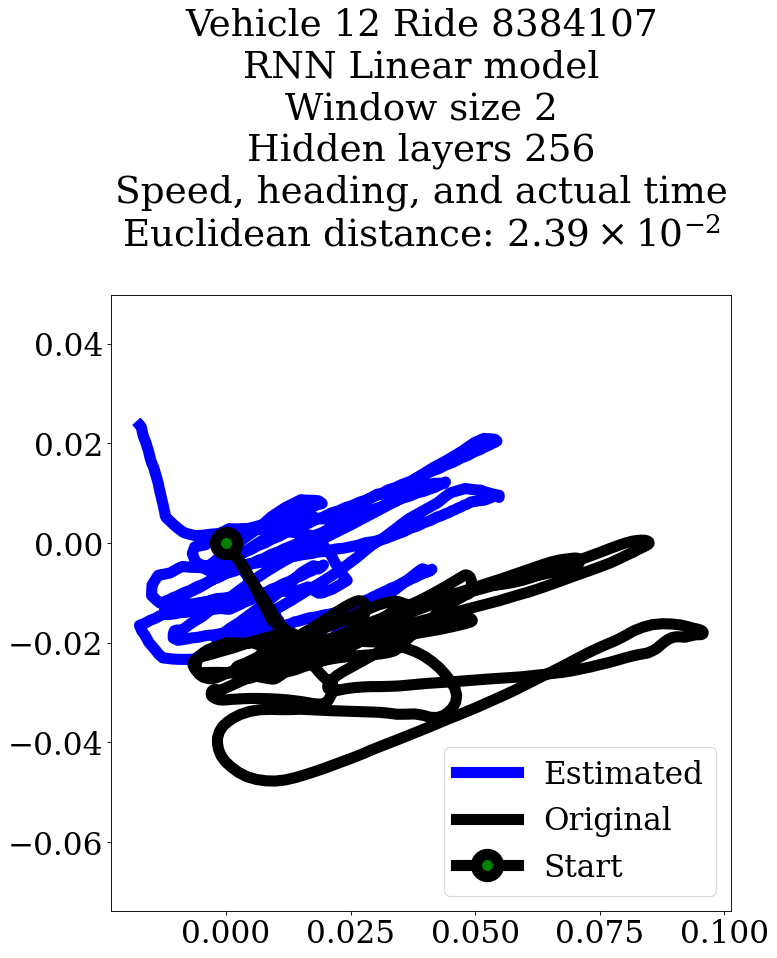 Vehicle 12 Ride 8384107
RNN Linear model
Window size 2
Hidden layers 256
Speed, heading, and actual time
Euclidean distance: 2.39 × 10⁻²
0.04
0.02
0.00
−0.02
−0.04
−0.06
Estimated
Original
Start
0.000 0.025 0.050 0.075 0.100